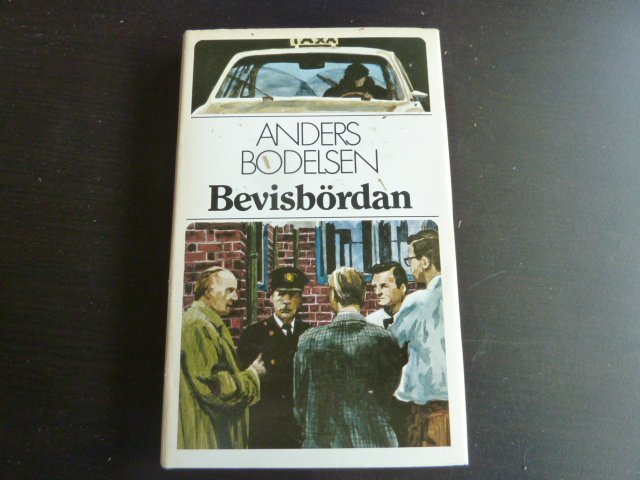 TAXA
ANDERS
BODELSEN
Bevisbördan